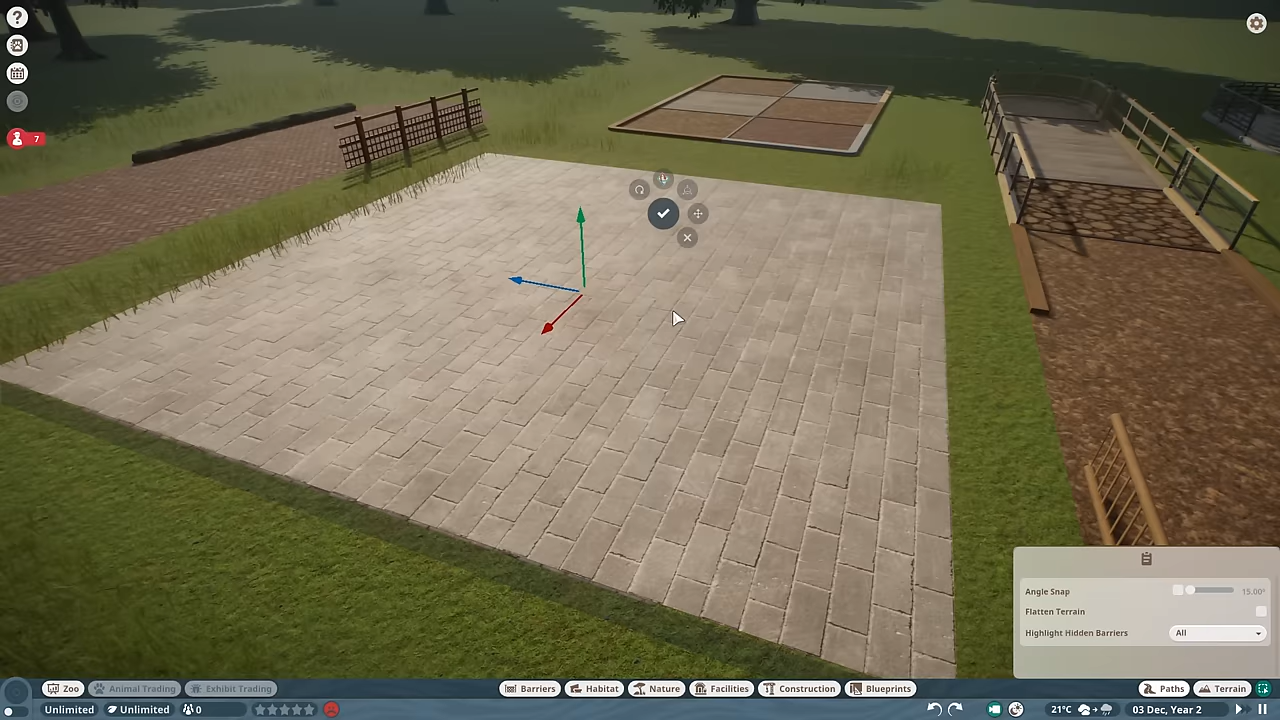 ?
7
Angle Snap 15.00°
Flatten Terrain
Highlight Hidden Barriers All
Zoo Animal Trading Exhibit Trading Barriers Habitat Nature Facilities Construction Blueprints Paths Terrain
Unlimited Unlimited 0 21°C 03 Dec, Year 2